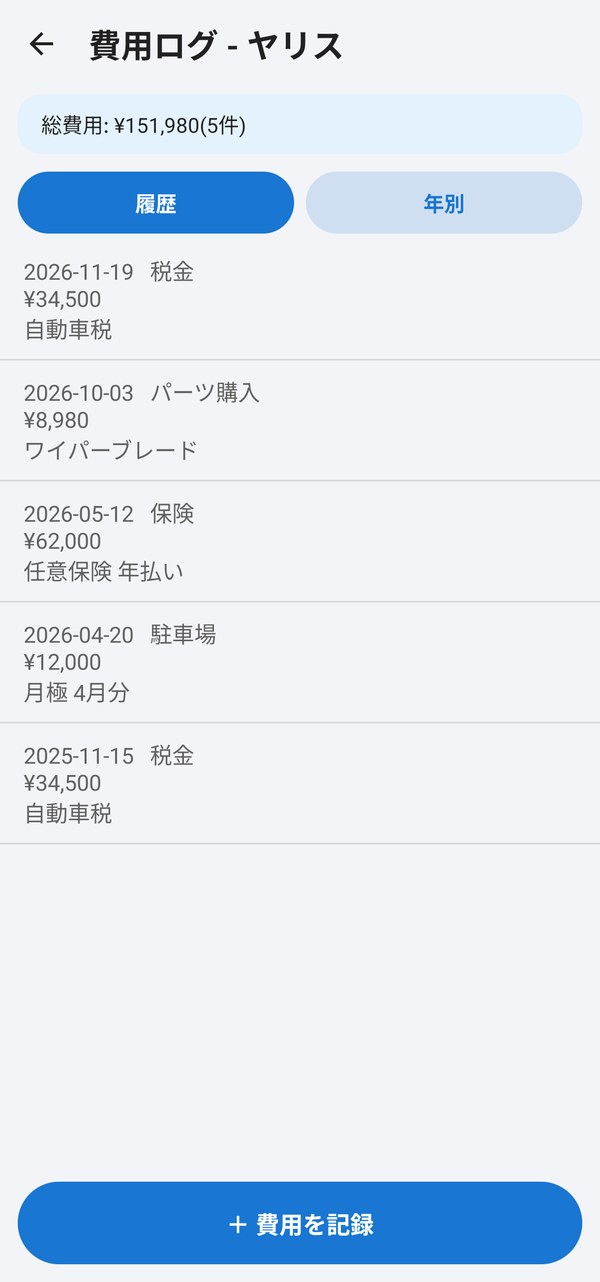 費用ログ - ヤリス
総費用: ¥151,980(5件)
履歴
年別
2026-11-19 税金
¥34,500
自動車税
2026-10-03 パーツ購入
¥8,980
ワイパーブレード
2026-05-12 保険
¥62,000
任意保険 年払い
2026-04-20 駐車場
¥12,000
月極 4月分
2025-11-15 税金
¥34,500
自動車税
＋ 費用を記録